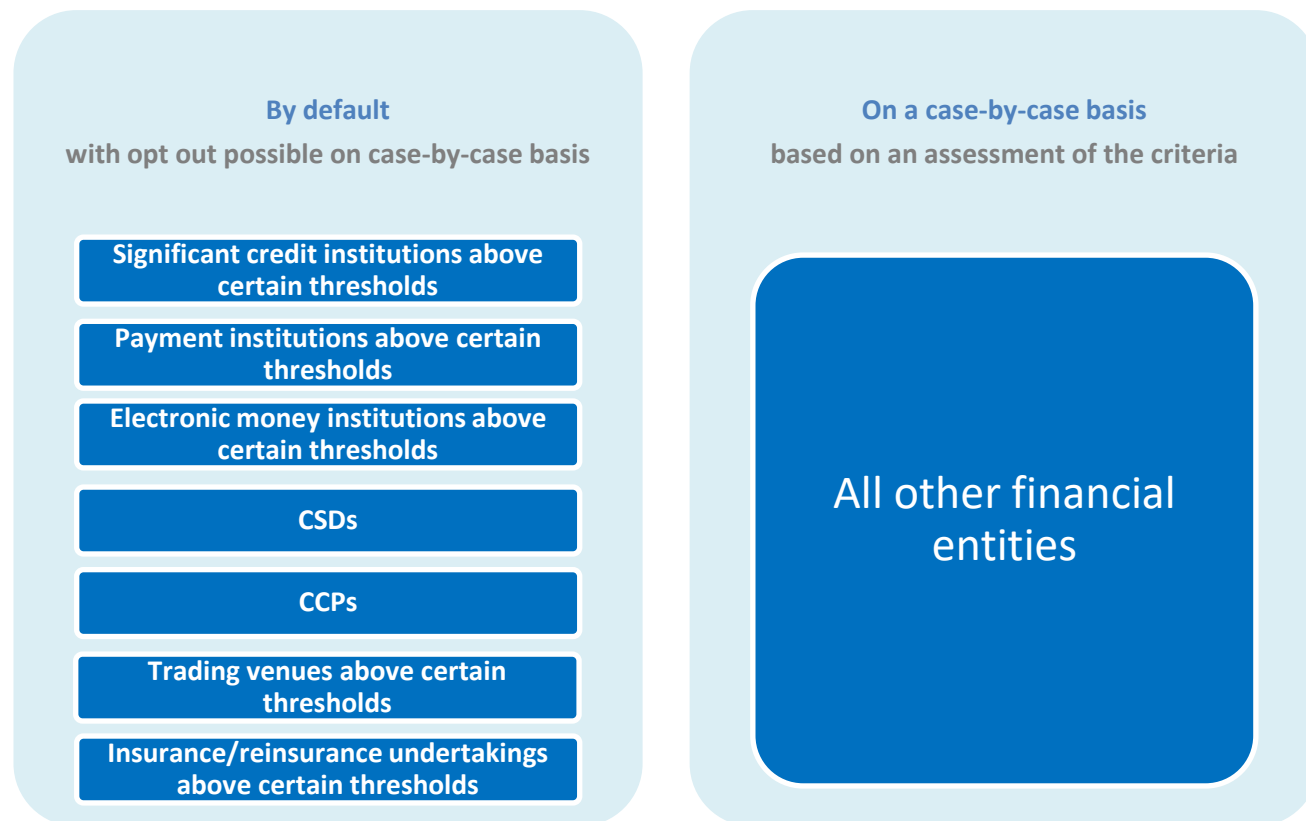 By default
with opt out possible on case-by-case basis
Significant credit institutions above
certain thresholds
Payment institutions above certain
thresholds
Electronic money institutions above
certain thresholds
CSDs
CCPs
Trading venues above certain
thresholds
Insurance/reinsurance undertakings
above certain thresholds
On a case-by-case basis
based on an assessment of the criteria
All other financial
entities